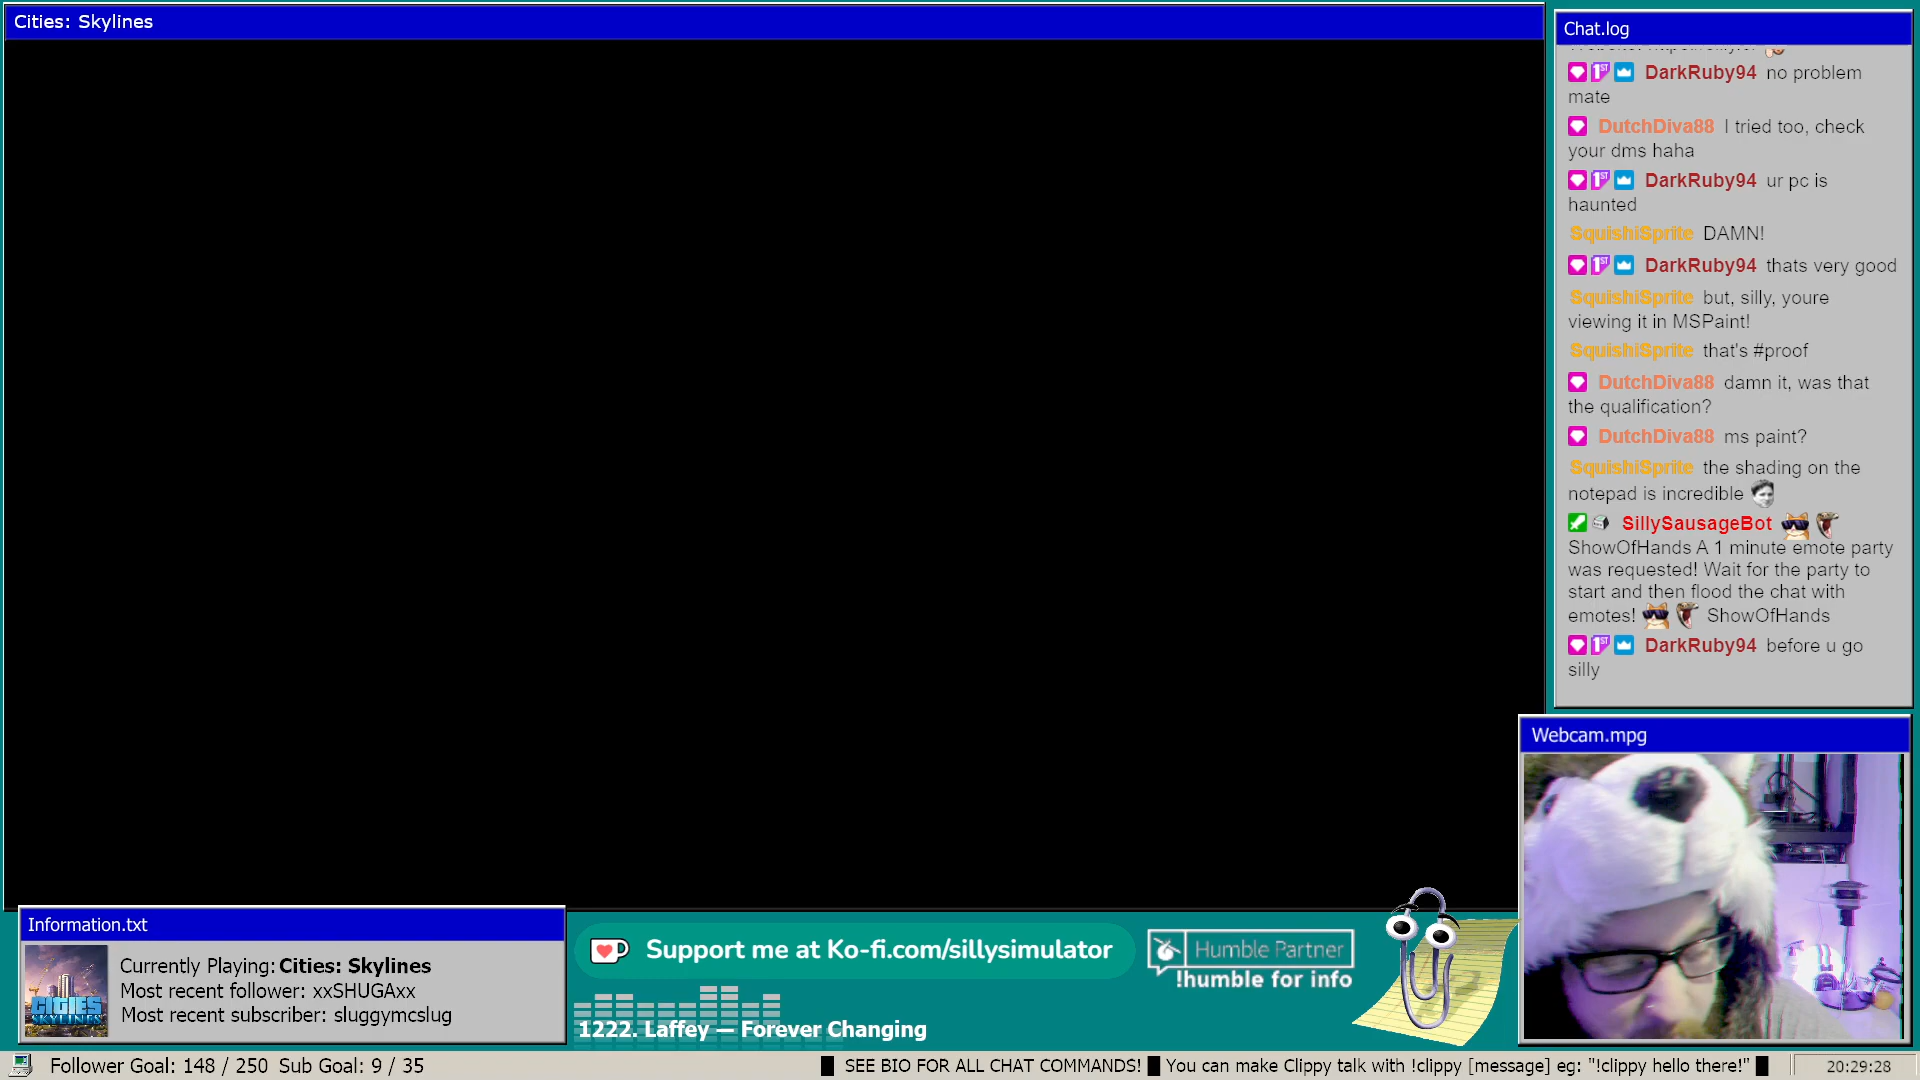 Cities: Skylines
Chat.log
DarkRuby94 no problem
mate
DutchDiva88 I tried too, check
your dms haha
1ST DarkRuby94 ur pc is
haunted
SquishiSprite DAMN!
1ST DarkRuby94 thats very good
SquishiSprite but, silly, youre
viewing it in MSPaint!
SquishiSprite that's #proof
DutchDiva88 damn it, was that
the qualification?
DutchDiva88 ms paint?
SquishiSprite the shading on the
notepad is incredible
SillySausageBot
ShowOfHands A 1 minute emote party
was requested! Wait for the party to
start and then flood the chat with
emotes! ShowOfHands
1ST DarkRuby94 before u go
silly
Webcam.mpg
Information.txt
CITIES
SKYLINES
Currently Playing: Cities: Skylines
Most recent follower: xxSHUGAxx
Most recent subscriber: sluggymcslug
Support me at Ko-fi.com/sillysimulator
Humble Partner
!humble for info
1222. Laffey — Forever Changing
Follower Goal: 148 / 250 Sub Goal: 9 / 35
SEE BIO FOR ALL CHAT COMMANDS! You can make Clippy talk with !clippy [message] eg: "!clippy hello there!"
20:29:28